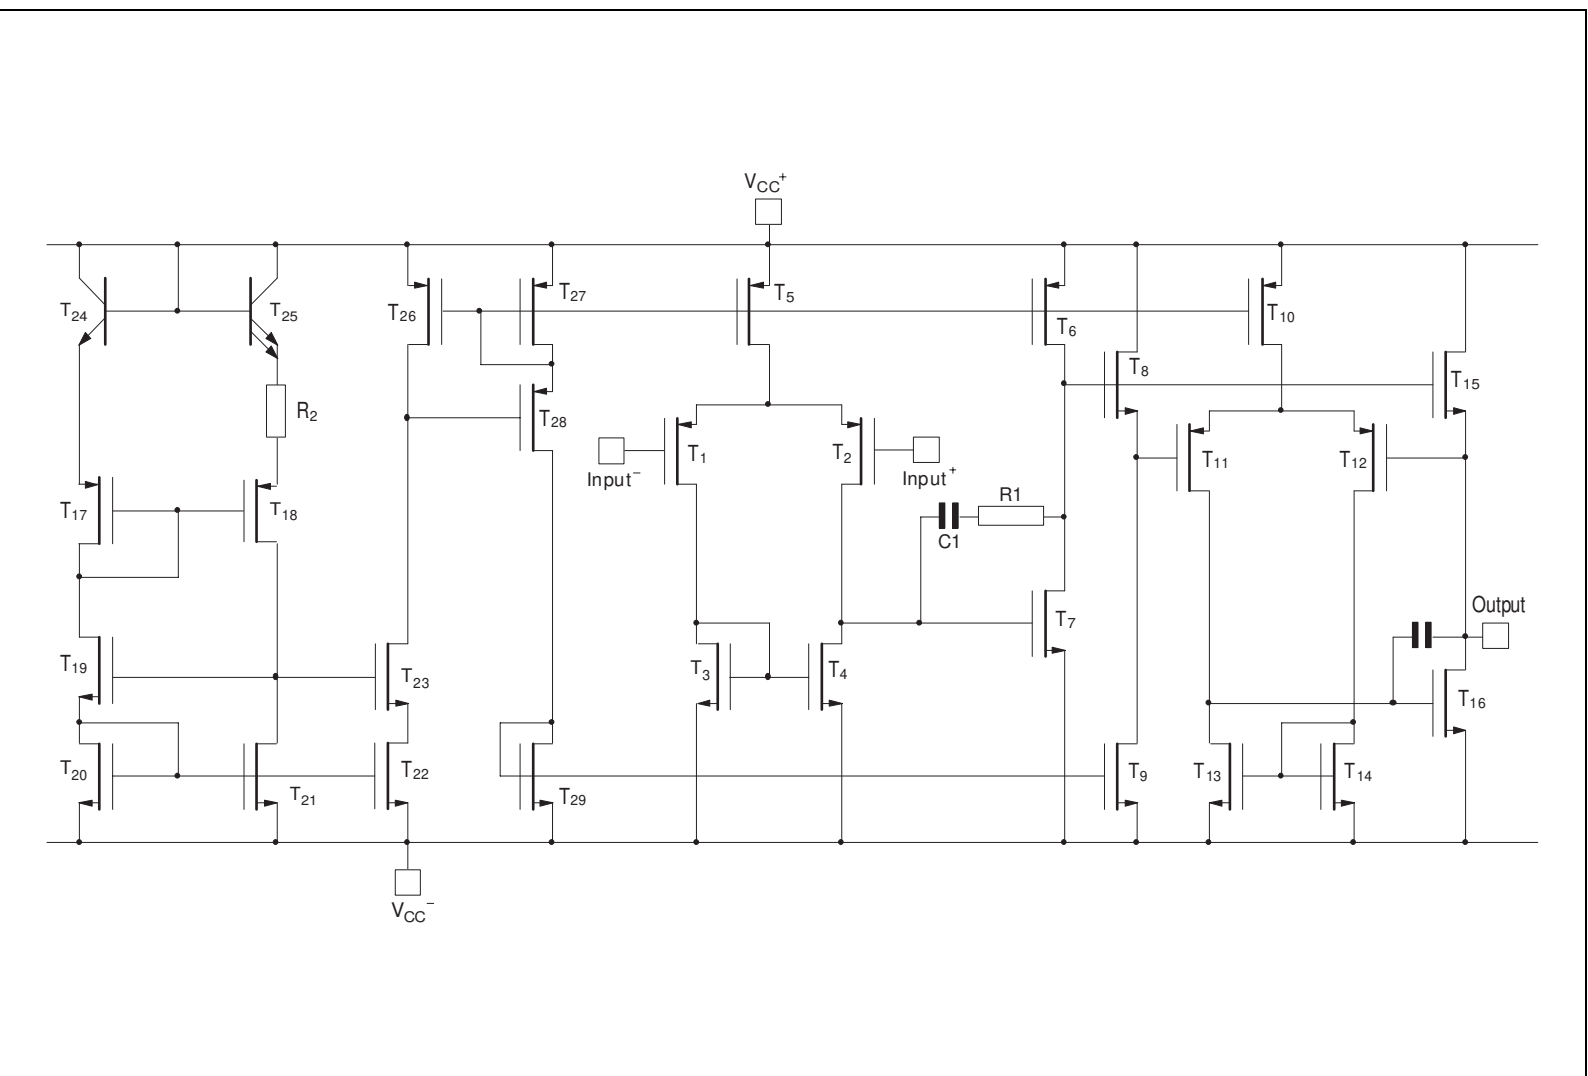 VCC+
T24
T25
T26
T27
T5
T6
T10
T8
T15
R2
T28
Input−
T1
T2
Input+
T11
T12
T17
T18
R1
C1
T7
Output
T19
T23
T3
T4
T16
T20
T21
T22
T29
T9
T13
T14
VCC−